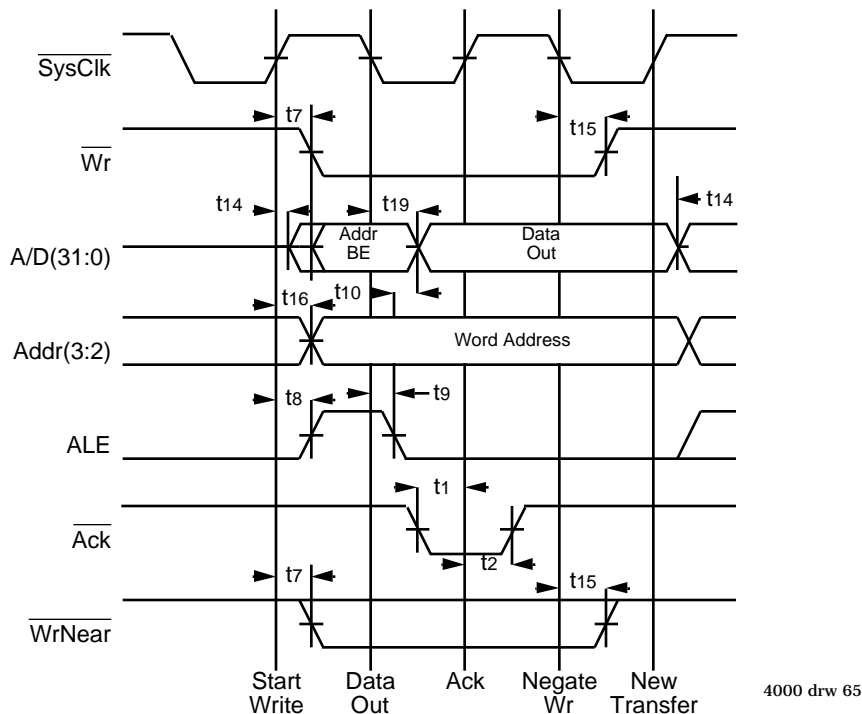 SysClk
t7
t15
Wr
t14
t19
t14
Addr
BE
Data
Out
A/D(31:0)
t16
t10
Word Address
Addr(3:2)
t8
t9
ALE
t1
Ack
t2
t7
t15
WrNear
Start
Write
Data
Out
Ack
Negate
Wr
New
Transfer
4000 drw 65